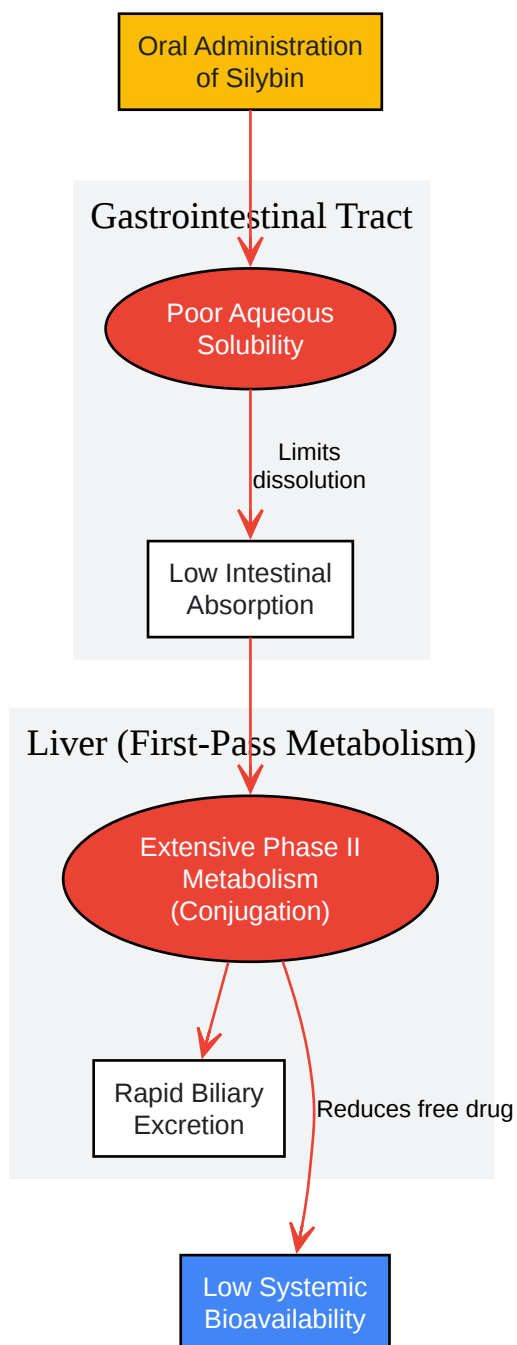 Oral Administration
of Silybin
Gastrointestinal Tract
Poor Aqueous
Solubility
Limits
dissolution
Low Intestinal
Absorption
Liver (First-Pass Metabolism)
Extensive Phase II
Metabolism
(Conjugation)
Rapid Biliary
Excretion
Reduces free drug
Low Systemic
Bioavailability